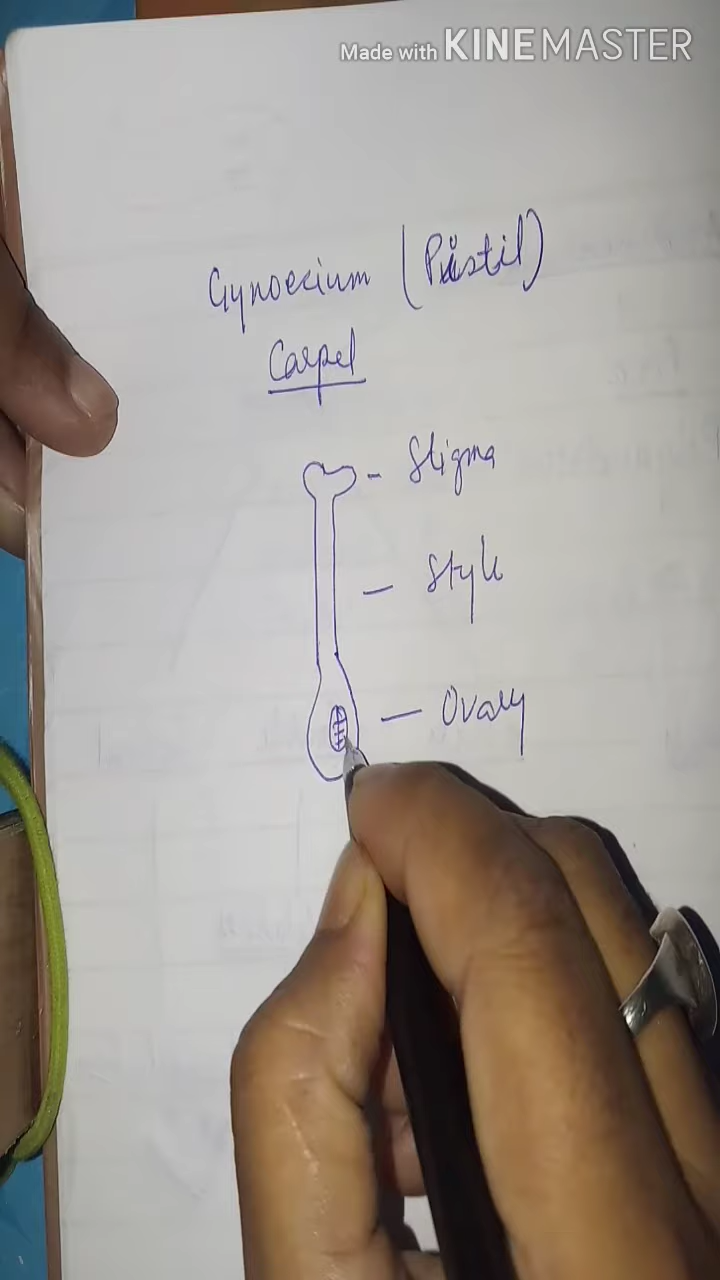 Made with KINEMASTER
Gynoecium (Pistil)
Carpel
Stigma
Style
Ovary